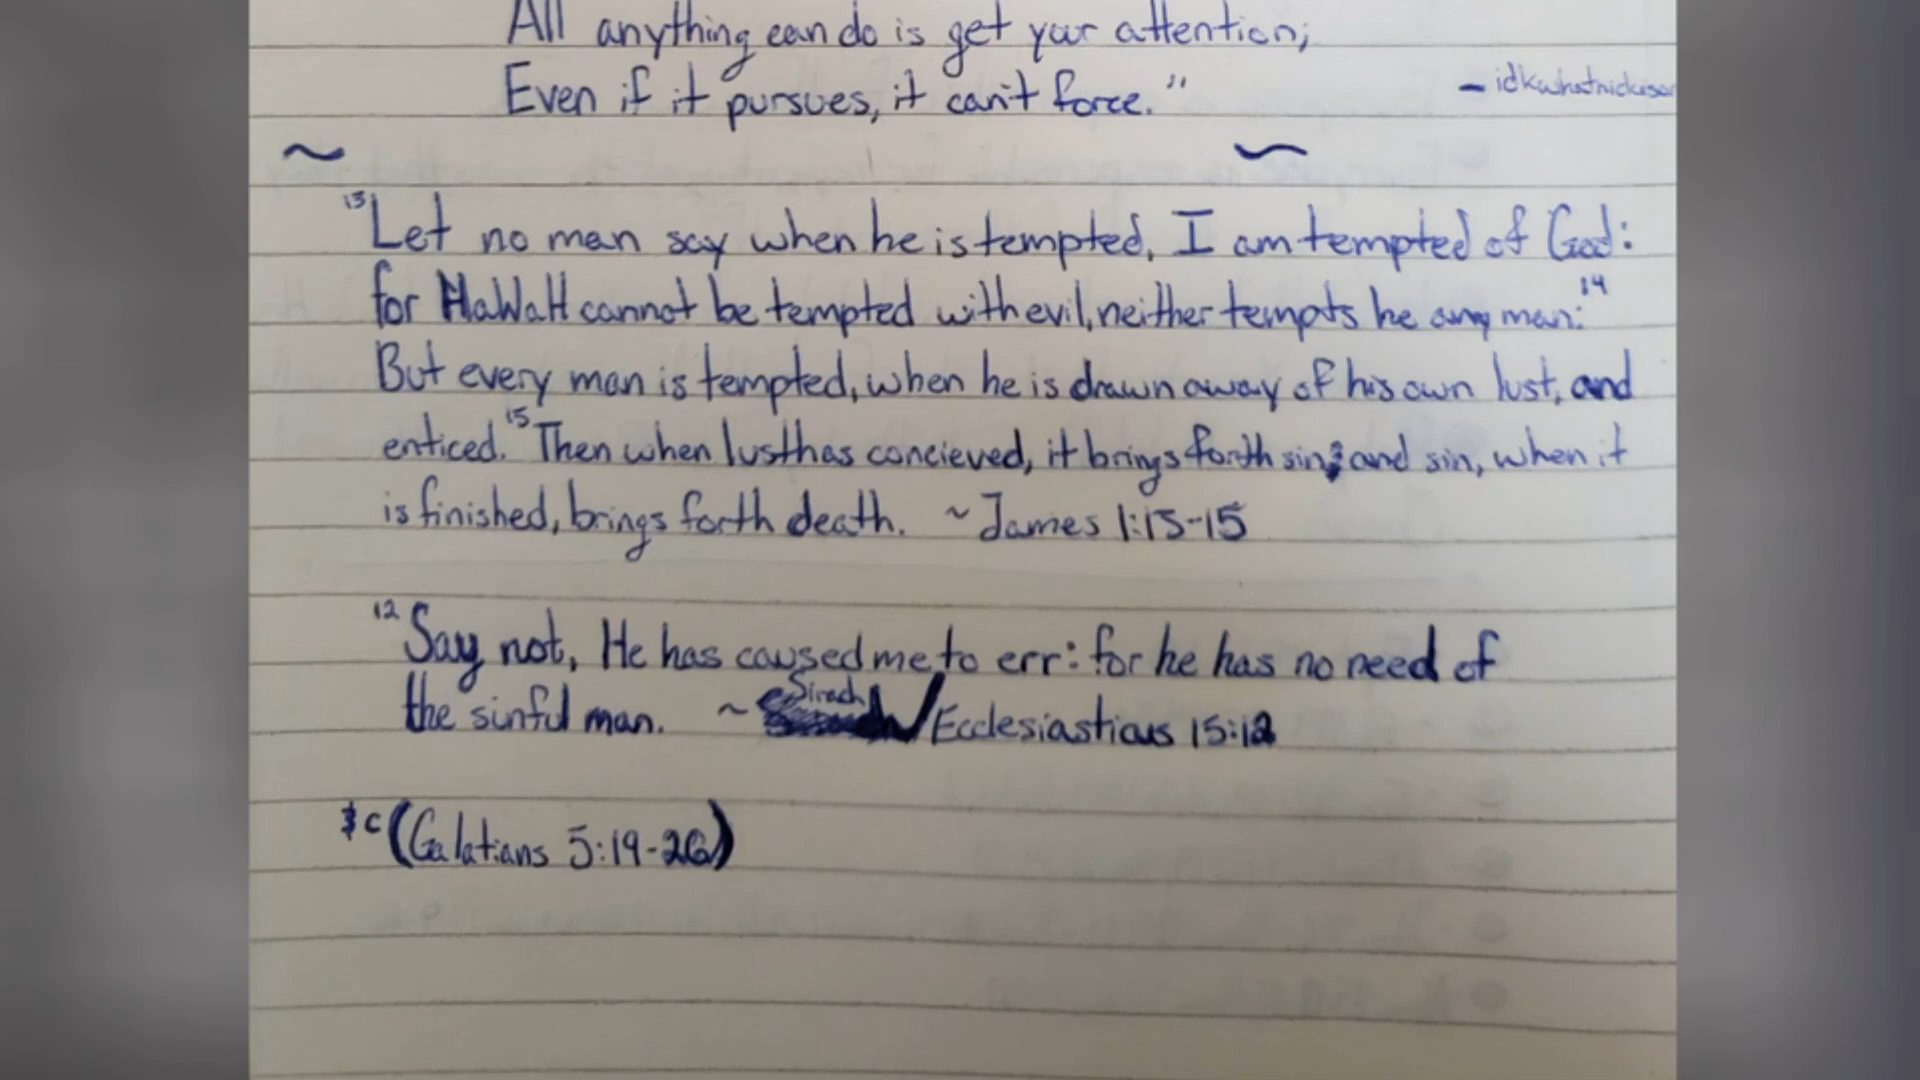 All anything can do is get your attention;
Even if it pursues, it can't force."
~ ~
13 Let no man say when he is tempted, I am tempted of God:
for HaWaH cannot be tempted with evil, neither tempts he any man: 14
But every man is tempted, when he is drawn away of his own lust, and
enticed. 15 Then when lust has concieved, it brings forth sin; and sin, when it
is finished, brings forth death. ~ James 1:13-15
12 Say not, He has caused me to err: for he has no need of
the sinful man. ~ Sirach/Ecclesiasticus 15:12
&c (Galatians 5:19-26)